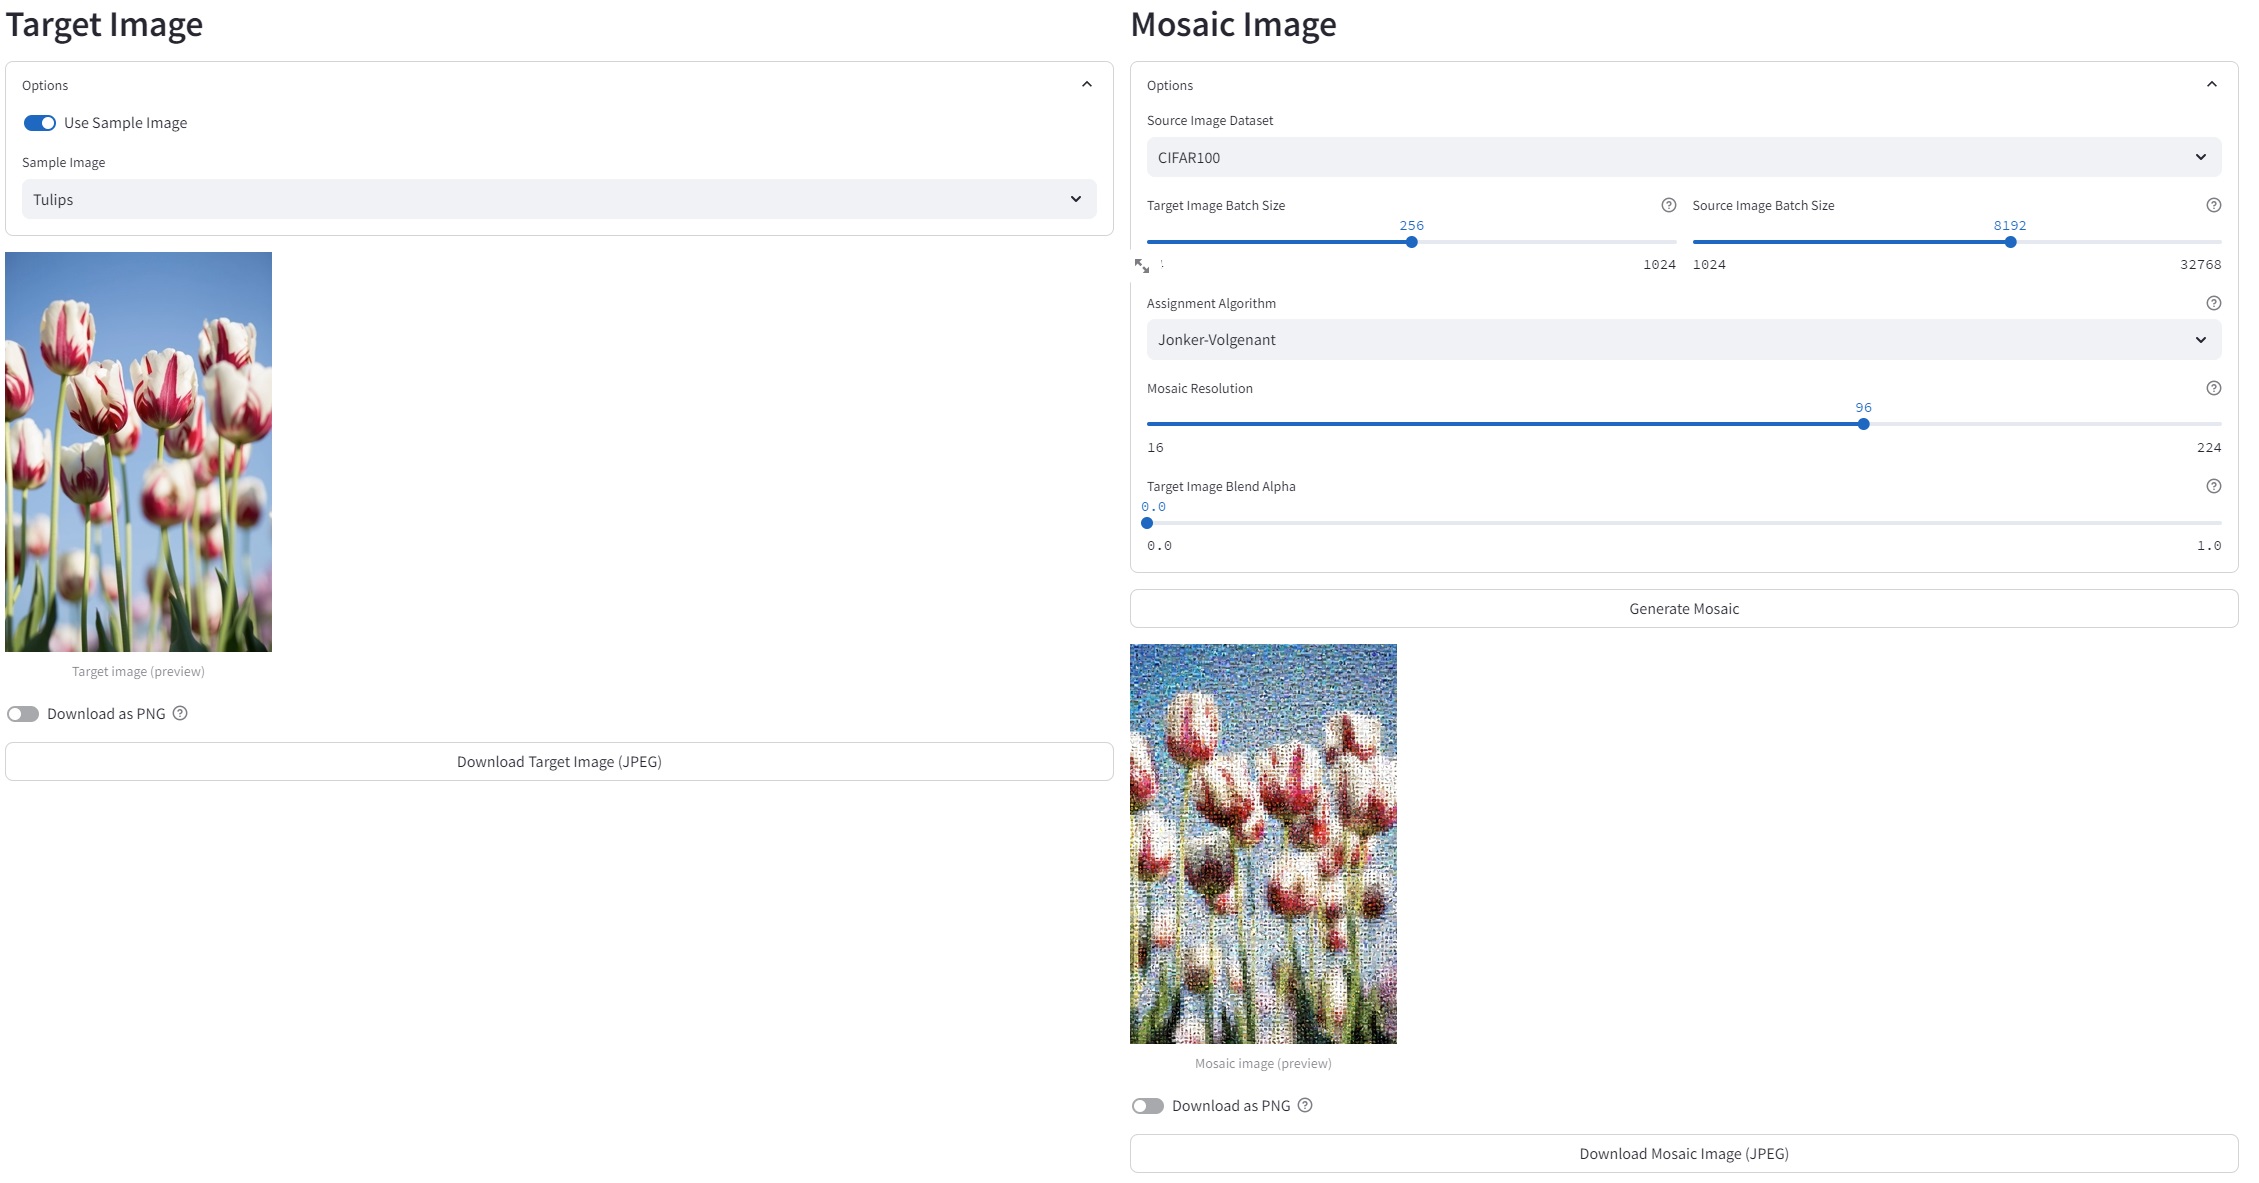 Target Image
Options
Use Sample Image
Sample Image
Tulips
Target image (preview)
Download as PNG
Download Target Image (JPEG)
Mosaic Image
Options
Source Image Dataset
CIFAR100
Target Image Batch Size
256
1024
Source Image Batch Size
8192
1024 32768
Assignment Algorithm
Jonker-Volgenant
Mosaic Resolution
96
16 224
Target Image Blend Alpha
0.0
0.0 1.0
Generate Mosaic
Mosaic image (preview)
Download as PNG
Download Mosaic Image (JPEG)